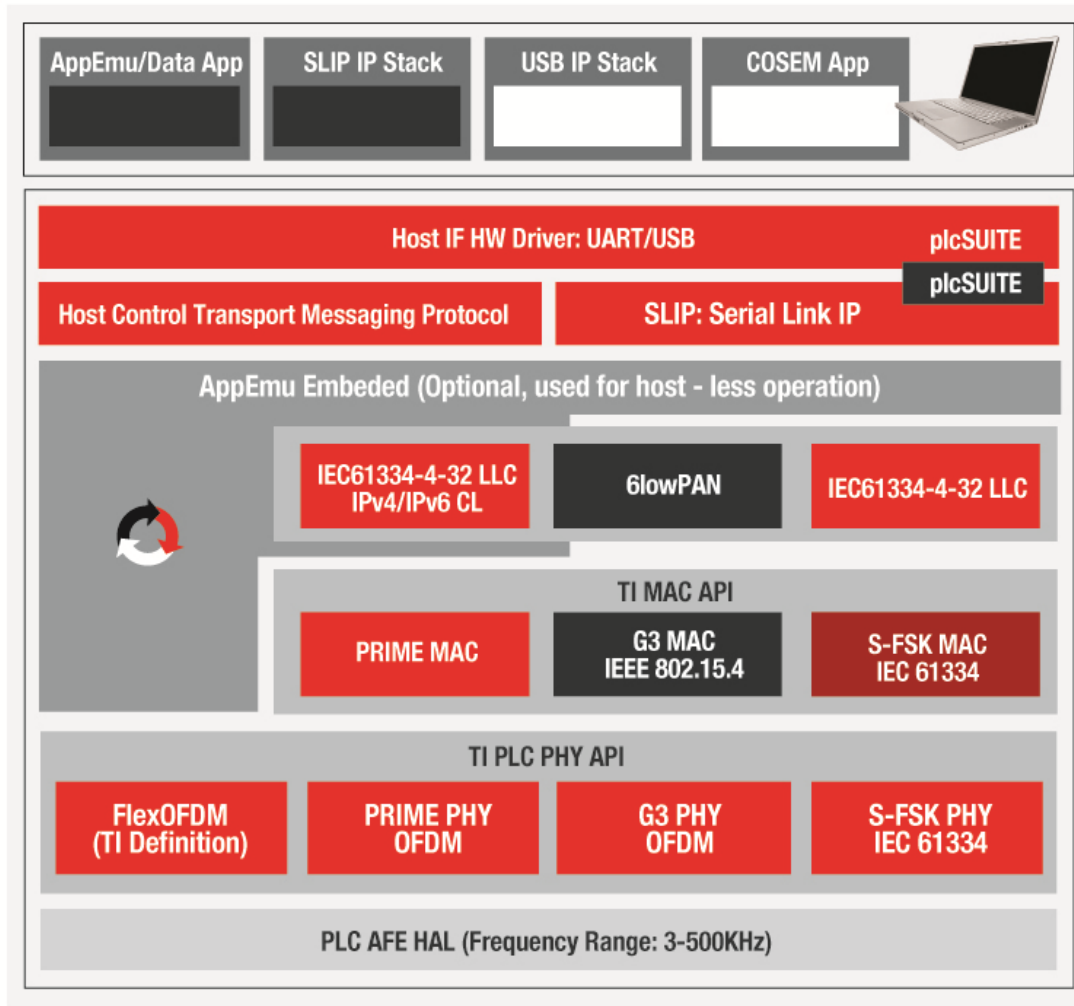 AppEmu/Data App
SLIP IP Stack
USB IP Stack
COSEM App
Host IF HW Driver: UART/USB
plcSUITE
plcSUITE
Host Control Transport Messaging Protocol
SLIP: Serial Link IP
AppEmu Embeded (Optional, used for host - less operation)
IEC61334-4-32 LLC
IPv4/IPv6 CL
6lowPAN
IEC61334-4-32 LLC
TI MAC API
PRIME MAC
G3 MAC
IEEE 802.15.4
S-FSK MAC
IEC 61334
TI PLC PHY API
FlexOFDM
(TI Definition)
PRIME PHY
OFDM
G3 PHY
OFDM
S-FSK PHY
IEC 61334
PLC AFE HAL (Frequency Range: 3-500KHz)